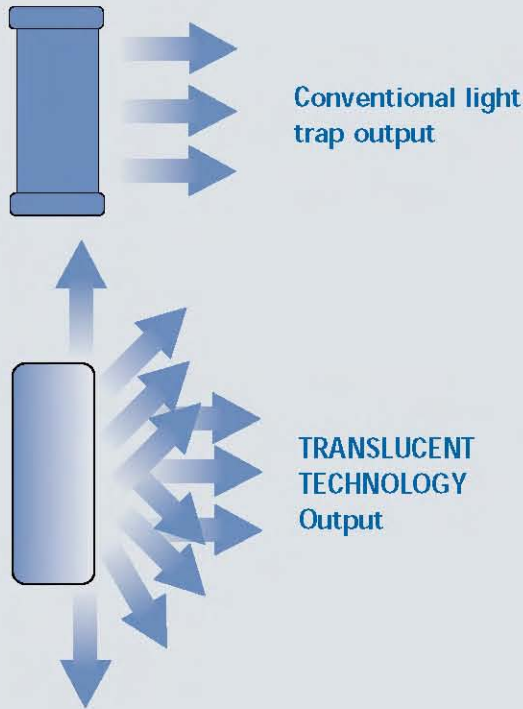 Conventional light
trap output
TRANSLUCENT
TECHNOLOGY
Output